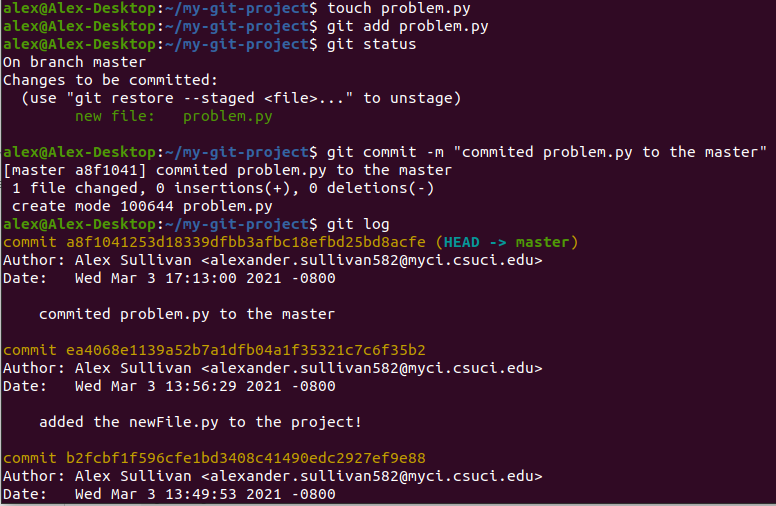 alex@Alex-Desktop:~/my-git-project$ touch problem.py
alex@Alex-Desktop:~/my-git-project$ git add problem.py
alex@Alex-Desktop:~/my-git-project$ git status
On branch master
Changes to be committed:
  (use "git restore --staged <file>..." to unstage)
        new file:   problem.py

alex@Alex-Desktop:~/my-git-project$ git commit -m "commited problem.py to the master"
[master a8f1041] commited problem.py to the master
 1 file changed, 0 insertions(+), 0 deletions(-)
 create mode 100644 problem.py
alex@Alex-Desktop:~/my-git-project$ git log
commit a8f1041253d18339dfbb3afbc18efbd25bd8acfe (HEAD -> master)
Author: Alex Sullivan <alexander.sullivan582@myci.csuci.edu>
Date:   Wed Mar 3 17:13:00 2021 -0800

    commited problem.py to the master

commit ea4068e1139a52b7a1dfb04a1f35321c7c6f35b2
Author: Alex Sullivan <alexander.sullivan582@myci.csuci.edu>
Date:   Wed Mar 3 13:56:29 2021 -0800

    added the newFile.py to the project!

commit b2fcbf1f596cfe1bd3408c41490edc2927ef9e88
Author: Alex Sullivan <alexander.sullivan582@myci.csuci.edu>
Date:   Wed Mar 3 13:49:53 2021 -0800